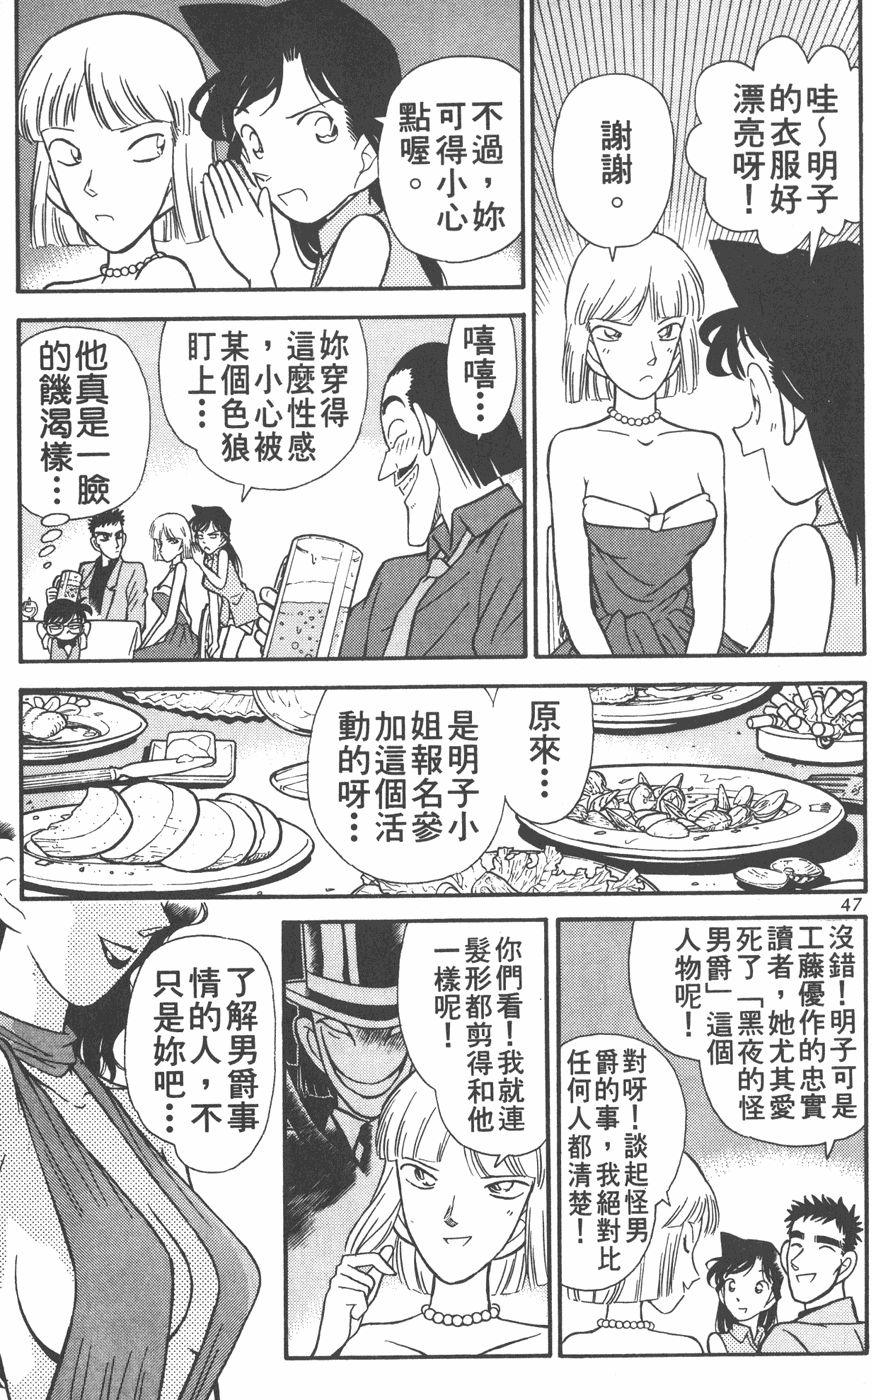 哇～明子
的衣服好
漂亮呀！
謝謝。
不過，妳
可得小心
點喔。
嘻嘻…
妳穿得
這麼性感
，小心被
某個色狼
盯上…
他真是一臉
的饑渴樣…
原來…
是明子小
姐報名參
加這個活
動的呀…
47
沒錯！明子可是
工藤優作的忠實
讀者，她尤其愛
死了「黑夜的怪
男爵」這個
人物呢！
對呀！談起怪男
爵的事，我絕對比
任何人都清楚！
你們看！我就連
髮形都剪得和他
一樣呢！
了解男爵事
情的人，不
只是妳吧…